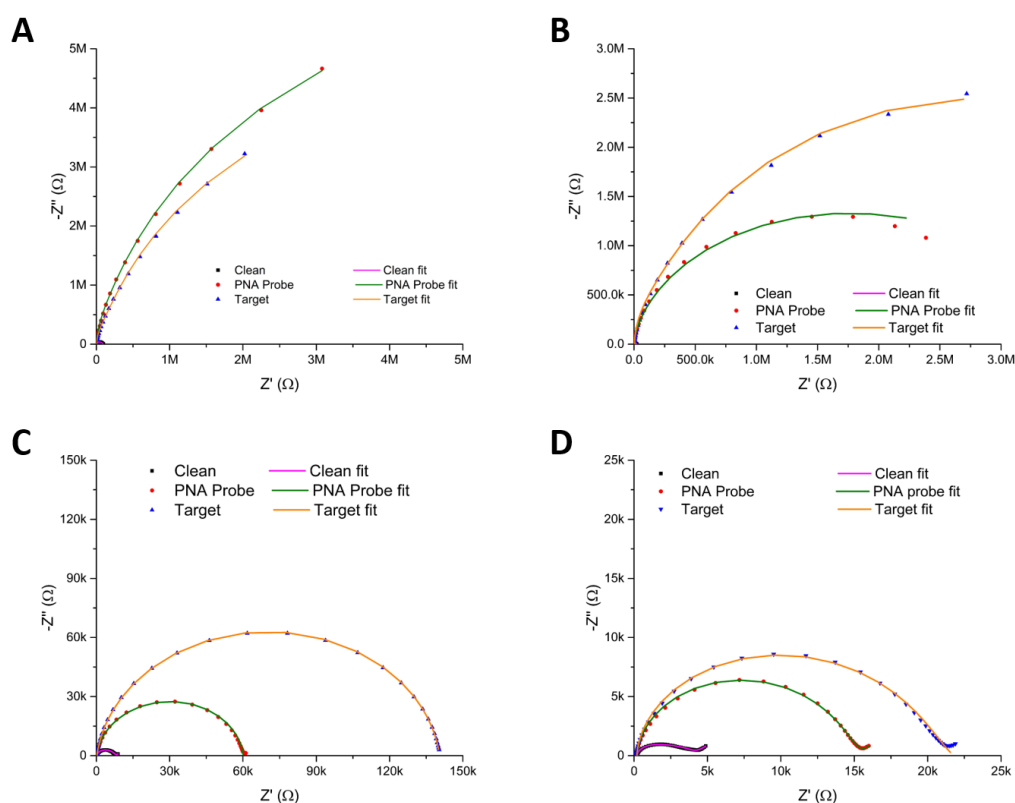 A
5M
4M
3M
2M
1M
0
-Z'' (Ω)
Clean
Clean fit
PNA Probe
PNA Probe fit
Target
Target fit
0 1M 2M 3M 4M 5M
Z' (Ω)
B
3.0M
2.5M
2.0M
1.5M
1.0M
500.0k
0.0
-Z'' (Ω)
Clean
Clean fit
PNA Probe
PNA Probe fit
Target
Target fit
0.0 500.0k 1.0M 1.5M 2.0M 2.5M 3.0M
Z' (Ω)
C
150k
120k
90k
60k
30k
0
-Z'' (Ω)
Clean
Clean fit
PNA Probe
PNA Probe fit
Target
Target fit
0 30k 60k 90k 120k 150k
Z' (Ω)
D
25k
20k
15k
10k
5k
0
-Z'' (Ω)
Clean
Clean fit
PNA Probe
PNA probe fit
Target
Target fit
0 5k 10k 15k 20k 25k
Z' (Ω)